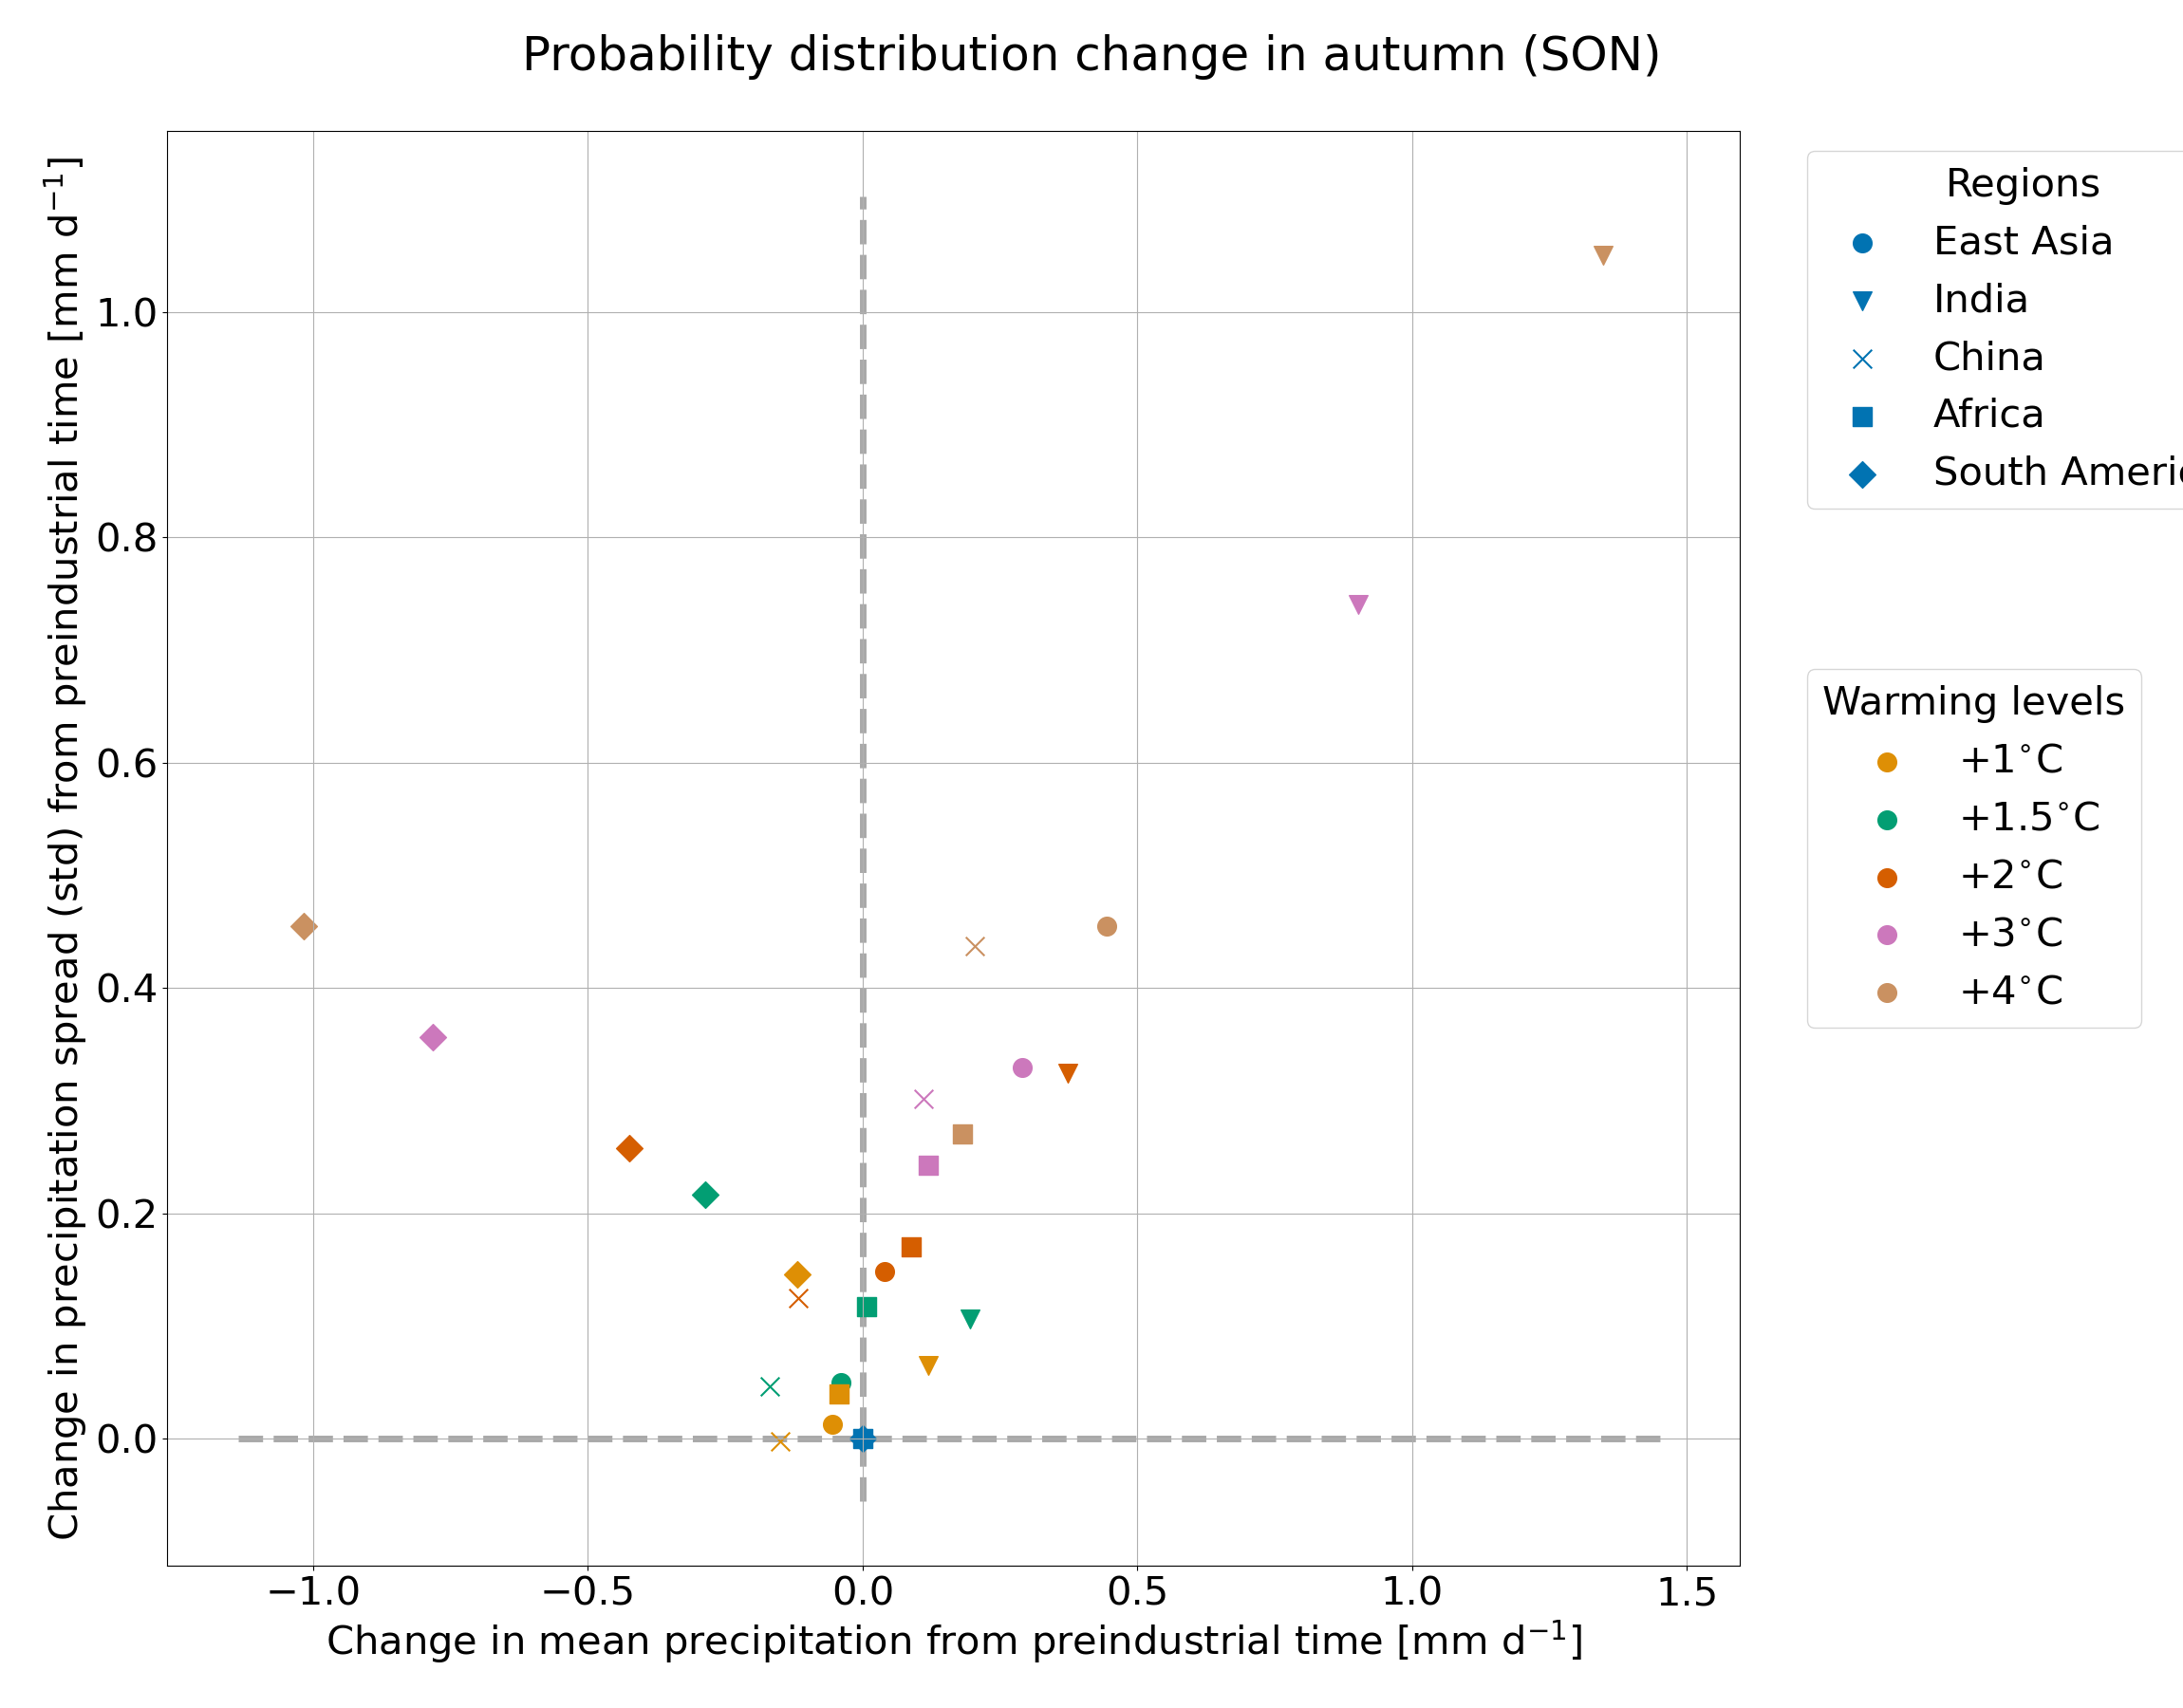 Probability distribution change in autumn (SON)
Change in precipitation spread (std) from preindustrial time [mm d⁻¹]
1.0
0.8
0.6
0.4
0.2
0.0
−1.0 −0.5 0.0 0.5 1.0 1.5
Change in mean precipitation from preindustrial time [mm d⁻¹]
Regions
East Asia
India
China
Africa
South Ameri
Warming levels
+1°C
+1.5°C
+2°C
+3°C
+4°C